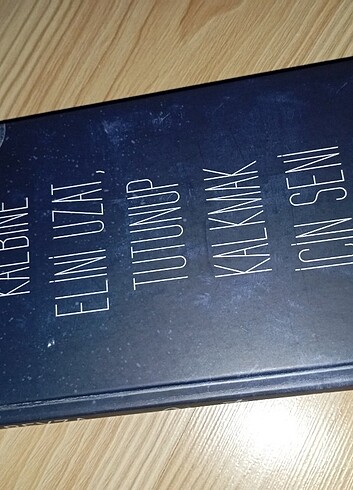 KALBİNE
ELİNİ UZAT,
TUTUNUP
KALKMAK
İÇİN SENİ